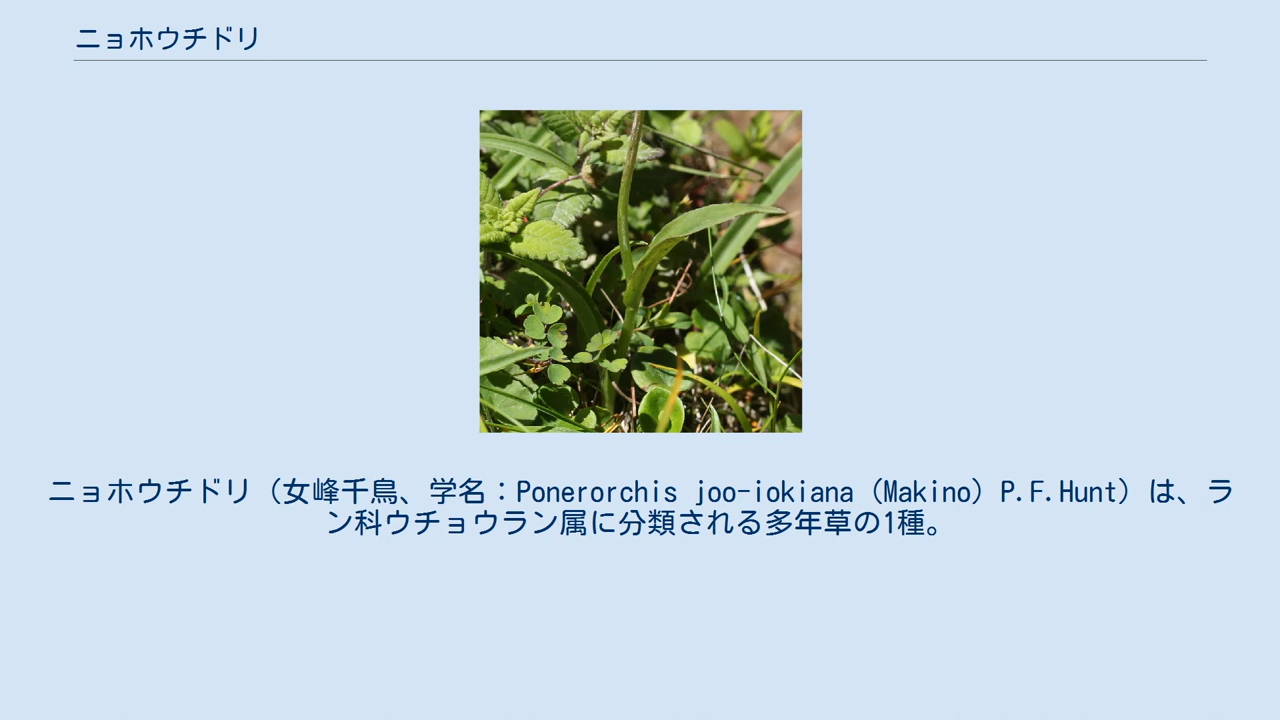 ニョホウチドリ
ニョホウチドリ（女峰千鳥、学名：Ponerorchis joo-iokiana（Makino）P.F.Hunt）は、ラ
ン科ウチョウラン属に分類される多年草の1種。